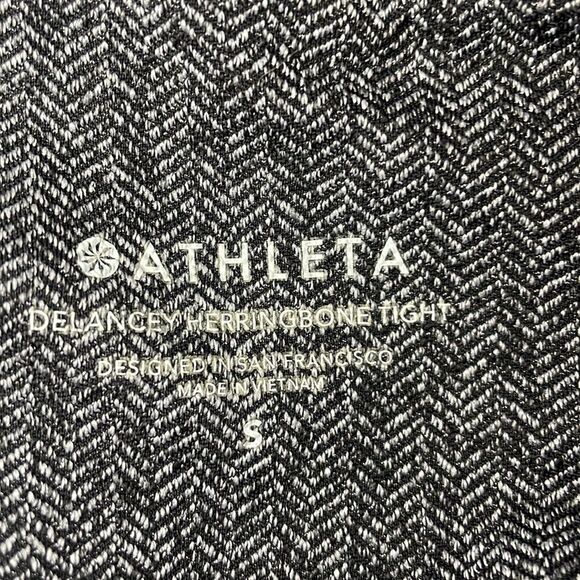 ATHLETA
DELANCEY HERRINGBONE TIGHT
DESIGNED IN SAN FRANCISCO
MADE IN VIETNAM
S